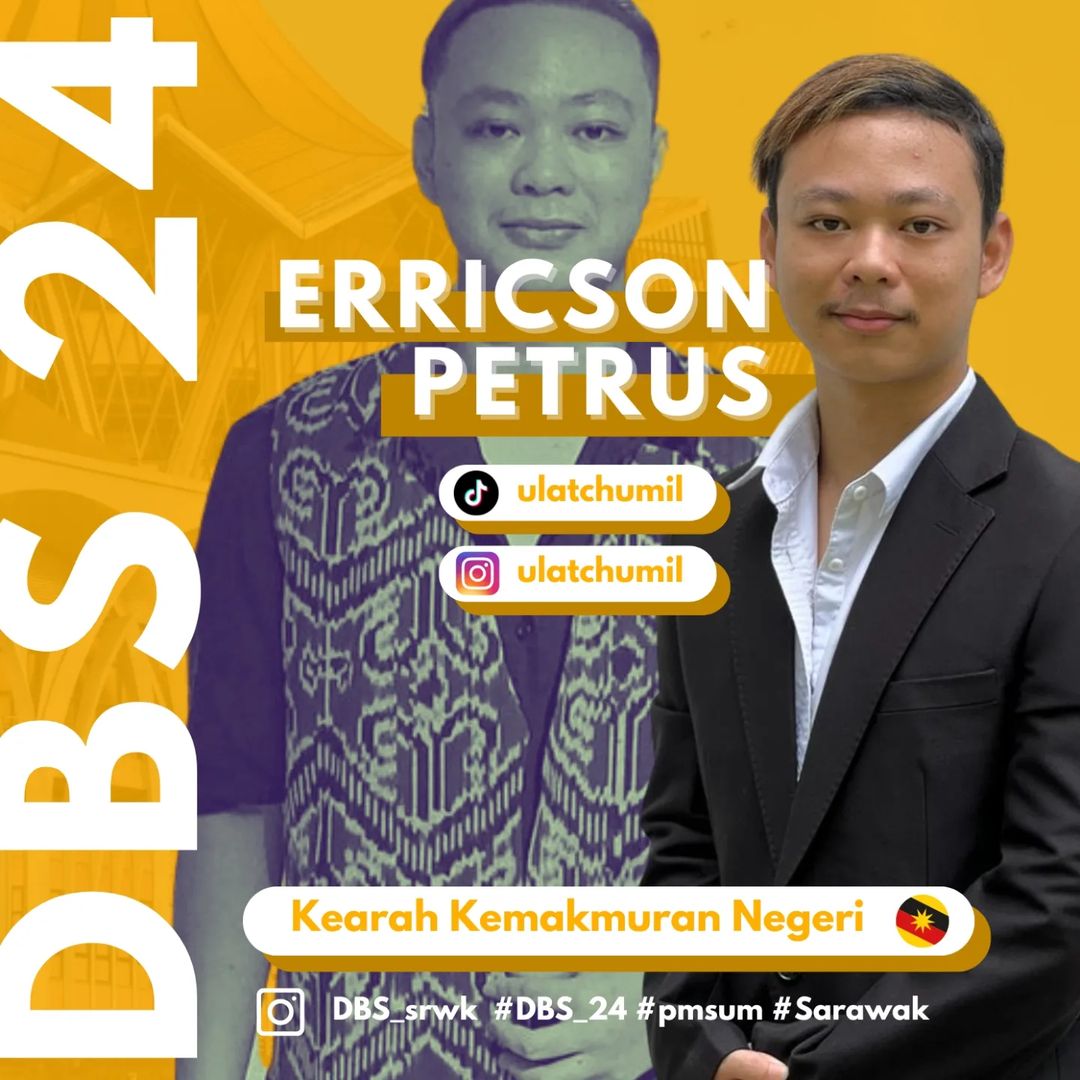 DBS 24
ERRICSON
PETRUS
ulatchumil
ulatchumil
Kearah Kemakmuran Negeri
DBS_srwk #DBS_24 #pmsum #Sarawak